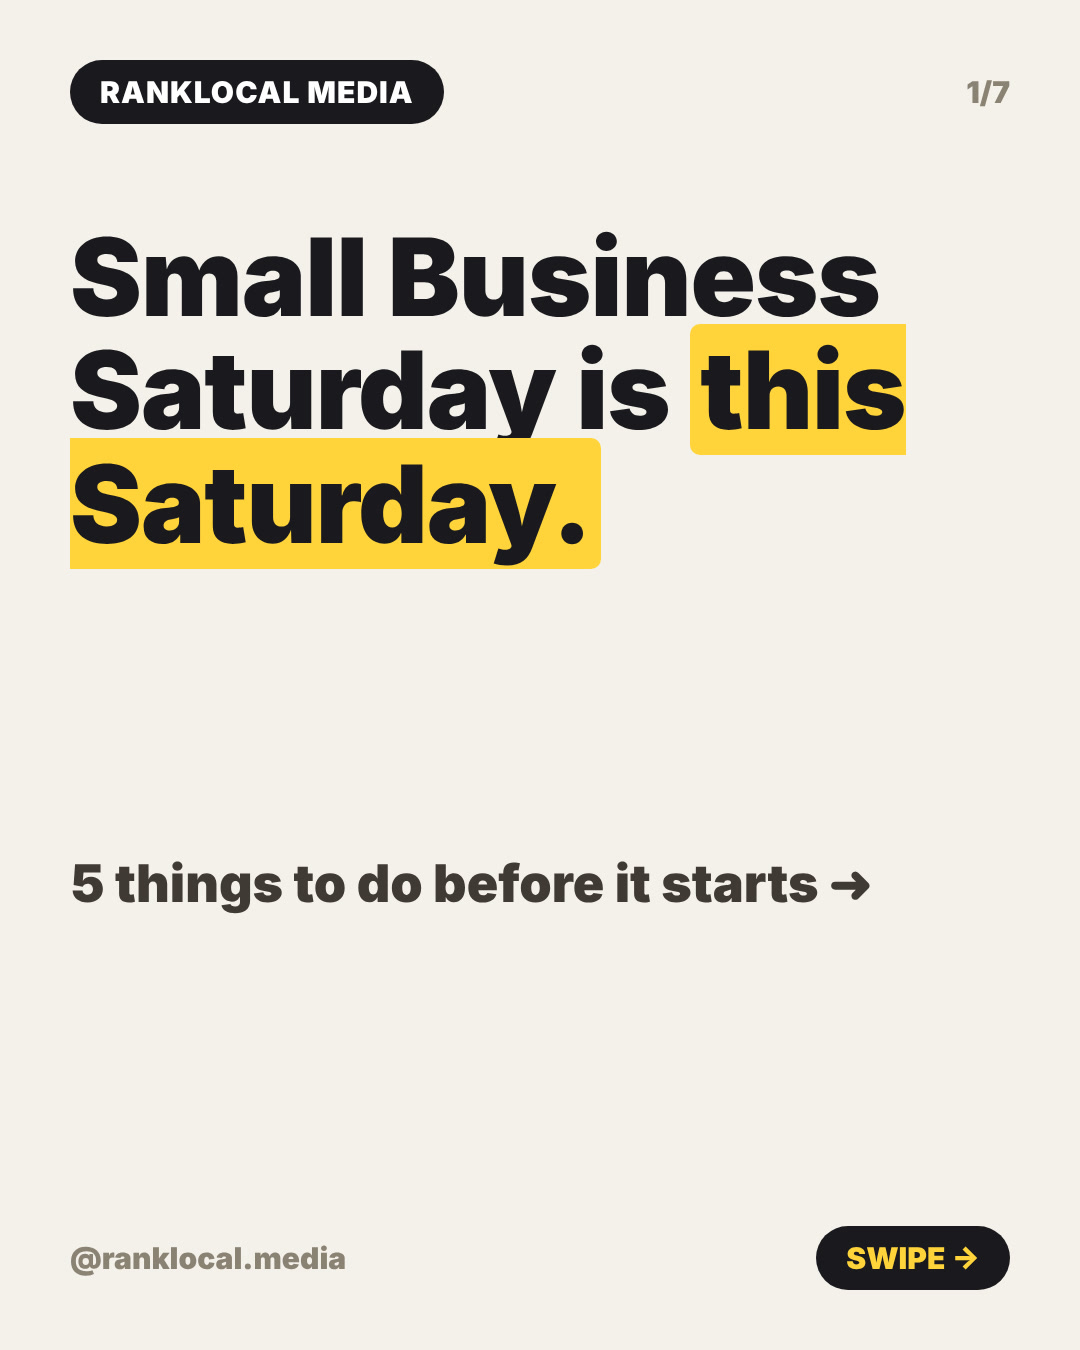 RANKLOCAL MEDIA
1/7
Small Business
Saturday is this
Saturday.
5 things to do before it starts →
@ranklocal.media
SWIPE →